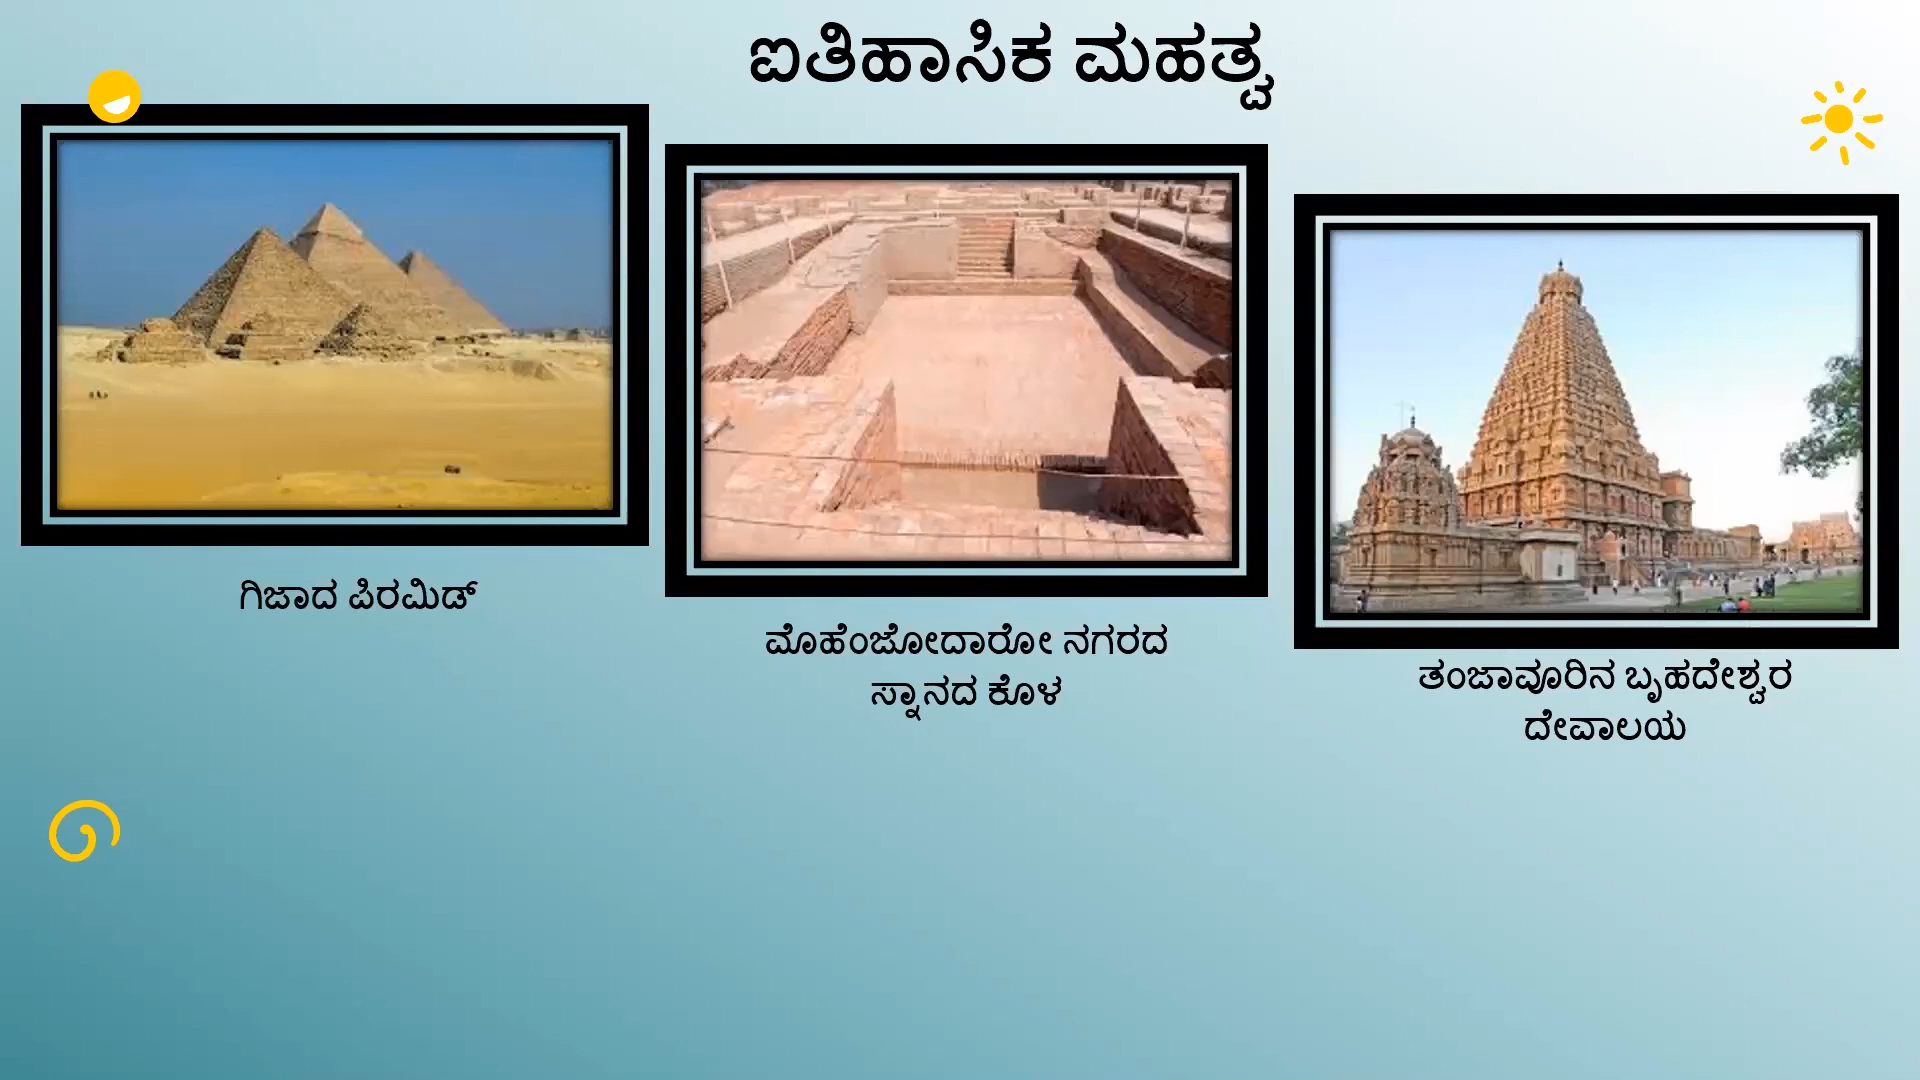 ಐತಿಹಾಸಿಕ ಮಹತ್ವ
ಗಿಜಾದ ಪಿರಮಿಡ್
ಮೊಹೆಂಜೋದಾರೋ ನಗರದ
ಸ್ನಾನದ ಕೊಳ
ತಂಜಾವೂರಿನ ಬೃಹದೇಶ್ವರ
ದೇವಾಲಯ